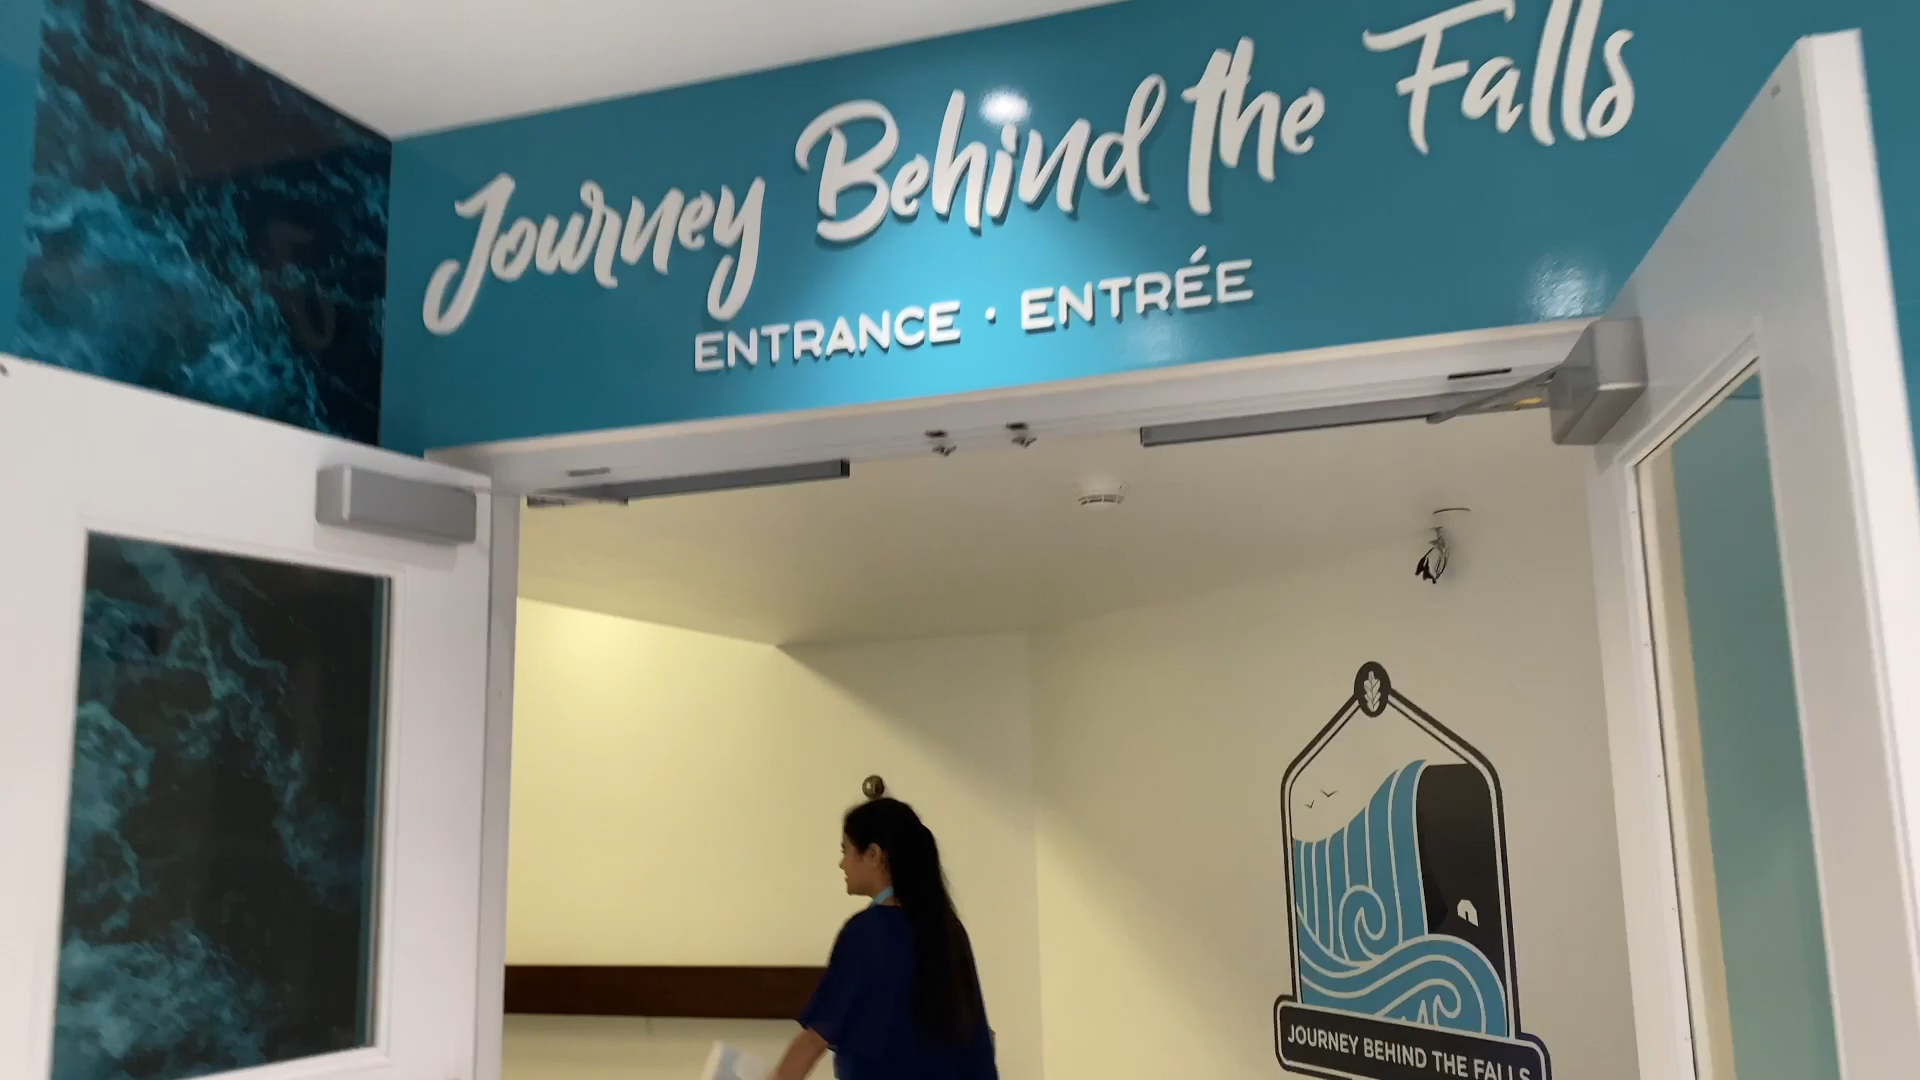 Journey Behind the Falls
ENTRANCE · ENTRÉE
JOURNEY BEHIND THE FALLS